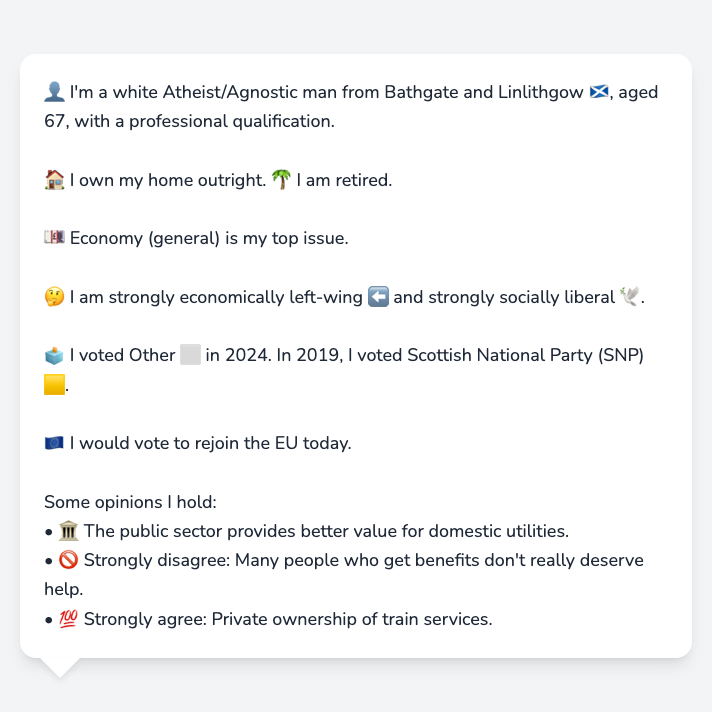 👤 I'm a white Atheist/Agnostic man from Bathgate and Linlithgow 🏴󠁧󠁢󠁳󠁣󠁴󠁿, aged
67, with a professional qualification.
🏠 I own my home outright. 🌴 I am retired.
💷 Economy (general) is my top issue.
🤔 I am strongly economically left-wing ⬅️ and strongly socially liberal 🕊️.
🗳️ I voted Other ⬜ in 2024. In 2019, I voted Scottish National Party (SNP)
🟨.
🇪🇺 I would vote to rejoin the EU today.
Some opinions I hold:
• 🏛️ The public sector provides better value for domestic utilities.
• 🚫 Strongly disagree: Many people who get benefits don't really deserve
help.
• 💯 Strongly agree: Private ownership of train services.